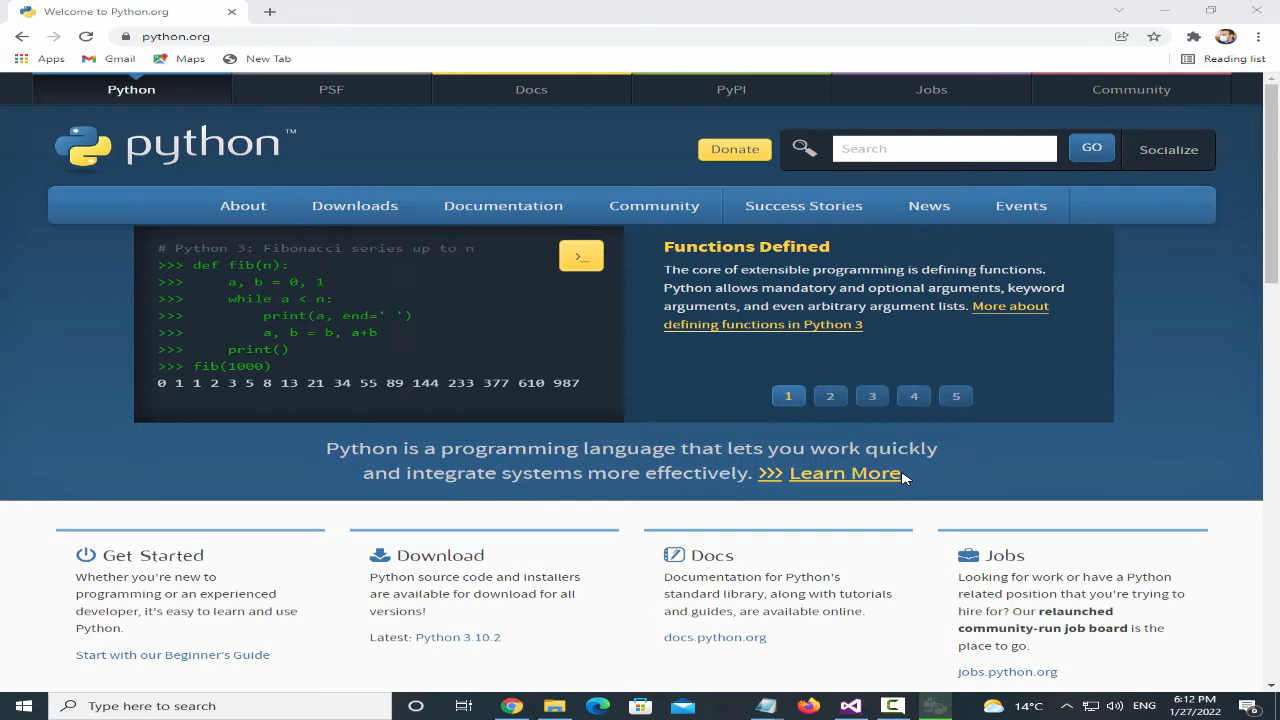 Welcome to Python.org
python.org
Apps Gmail Maps New Tab Reading list
Python PSF Docs PyPI Jobs Community
python™
Donate Search GO Socialize
About Downloads Documentation Community Success Stories News Events
# Python 3: Fibonacci series up to n
>>> def fib(n):
>>> a, b = 0, 1
>>> while a < n:
>>> print(a, end=' ')
>>> a, b = b, a+b
>>> print()
>>> fib(1000)
0 1 1 2 3 5 8 13 21 34 55 89 144 233 377 610 987
>_
Functions Defined
The core of extensible programming is defining functions.
Python allows mandatory and optional arguments, keyword
arguments, and even arbitrary argument lists. More about
defining functions in Python 3
1 2 3 4 5
Python is a programming language that lets you work quickly
and integrate systems more effectively. >>> Learn More
Get Started
Whether you're new to
programming or an experienced
developer, it's easy to learn and use
Python.
Start with our Beginner's Guide
Download
Python source code and installers
are available for download for all
versions!
Latest: Python 3.10.2
Docs
Documentation for Python's
standard library, along with tutorials
and guides, are available online.
docs.python.org
Jobs
Looking for work or have a Python
related position that you're trying to
hire for? Our relaunched
community-run job board is the
place to go.
jobs.python.org
Type here to search
14°C
ENG
6:12 PM
1/27/2022